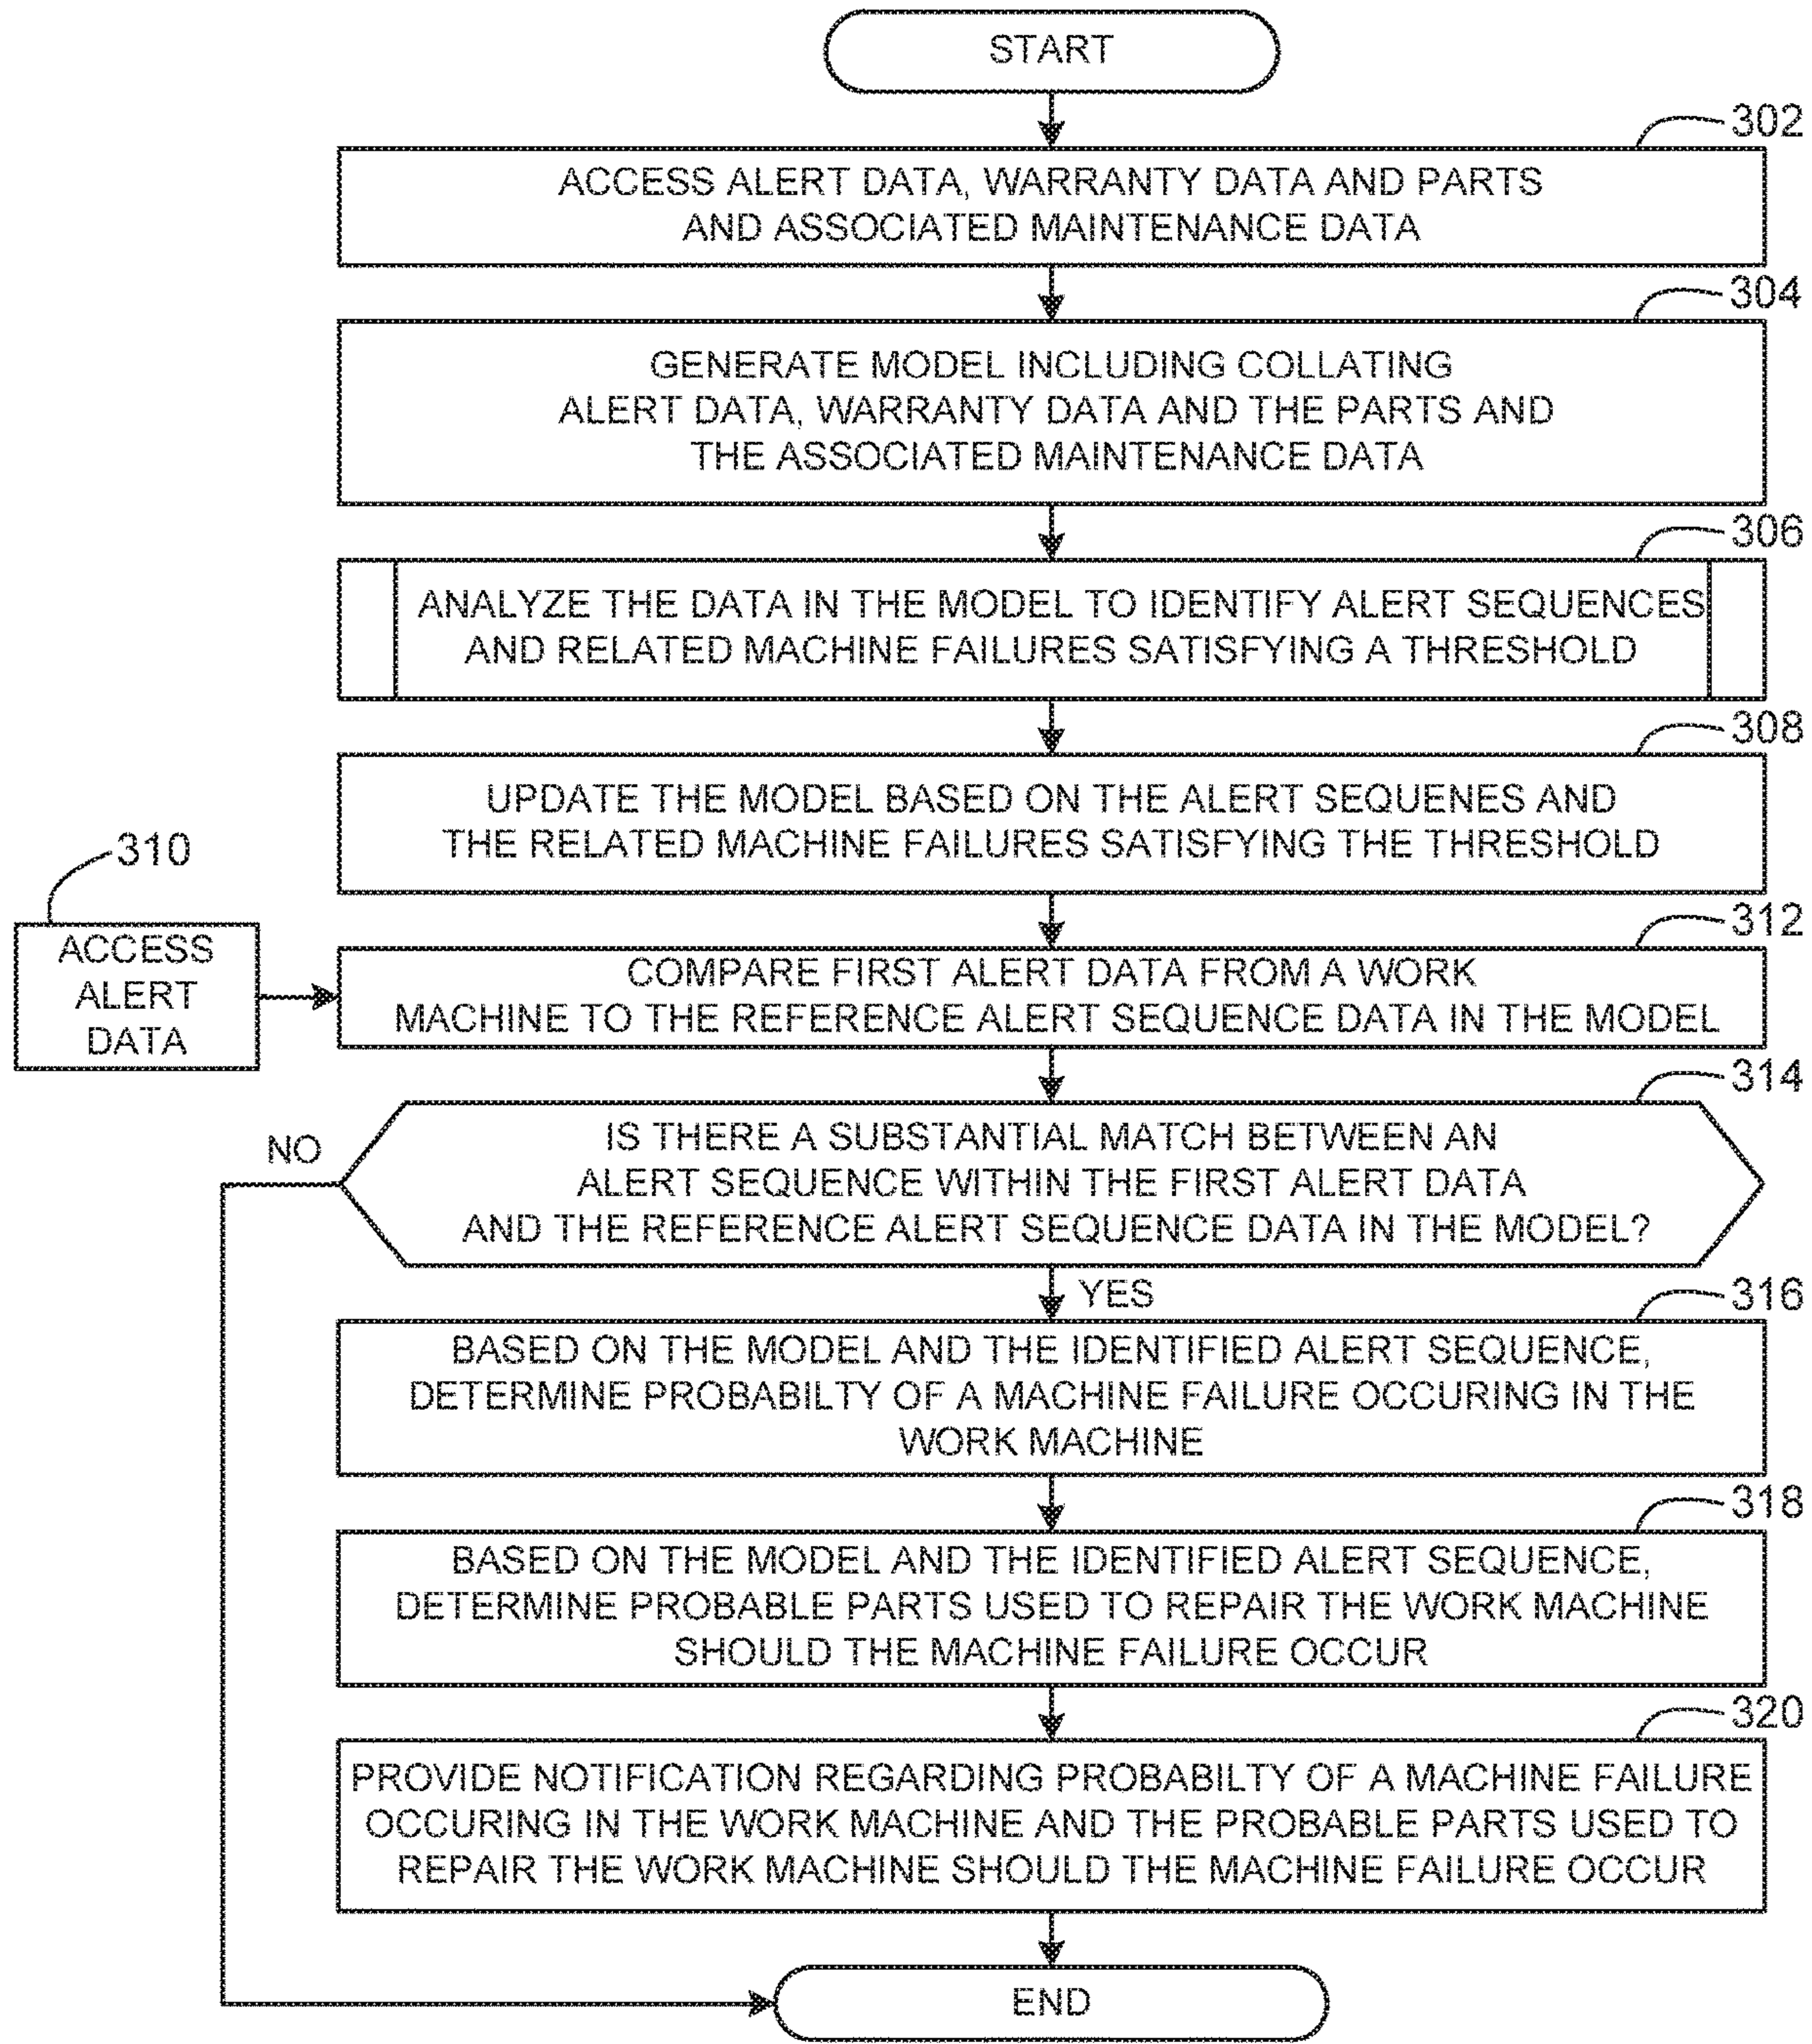 START
302
ACCESS ALERT DATA, WARRANTY DATA AND PARTS
AND ASSOCIATED MAINTENANCE DATA
304
GENERATE MODEL INCLUDING COLLATING
ALERT DATA, WARRANTY DATA AND THE PARTS AND
THE ASSOCIATED MAINTENANCE DATA
306
ANALYZE THE DATA IN THE MODEL TO IDENTIFY ALERT SEQUENCES
AND RELATED MACHINE FAILURES SATISFYING A THRESHOLD
308
UPDATE THE MODEL BASED ON THE ALERT SEQUENES AND
THE RELATED MACHINE FAILURES SATISFYING THE THRESHOLD
310
ACCESS
ALERT
DATA
312
COMPARE FIRST ALERT DATA FROM A WORK
MACHINE TO THE REFERENCE ALERT SEQUENCE DATA IN THE MODEL
314
NO
IS THERE A SUBSTANTIAL MATCH BETWEEN AN
ALERT SEQUENCE WITHIN THE FIRST ALERT DATA
AND THE REFERENCE ALERT SEQUENCE DATA IN THE MODEL?
YES
316
BASED ON THE MODEL AND THE IDENTIFIED ALERT SEQUENCE,
DETERMINE PROBABILTY OF A MACHINE FAILURE OCCURING IN THE
WORK MACHINE
318
BASED ON THE MODEL AND THE IDENTIFIED ALERT SEQUENCE,
DETERMINE PROBABLE PARTS USED TO REPAIR THE WORK MACHINE
SHOULD THE MACHINE FAILURE OCCUR
320
PROVIDE NOTIFICATION REGARDING PROBABILTY OF A MACHINE FAILURE
OCCURING IN THE WORK MACHINE AND THE PROBABLE PARTS USED TO
REPAIR THE WORK MACHINE SHOULD THE MACHINE FAILURE OCCUR
END